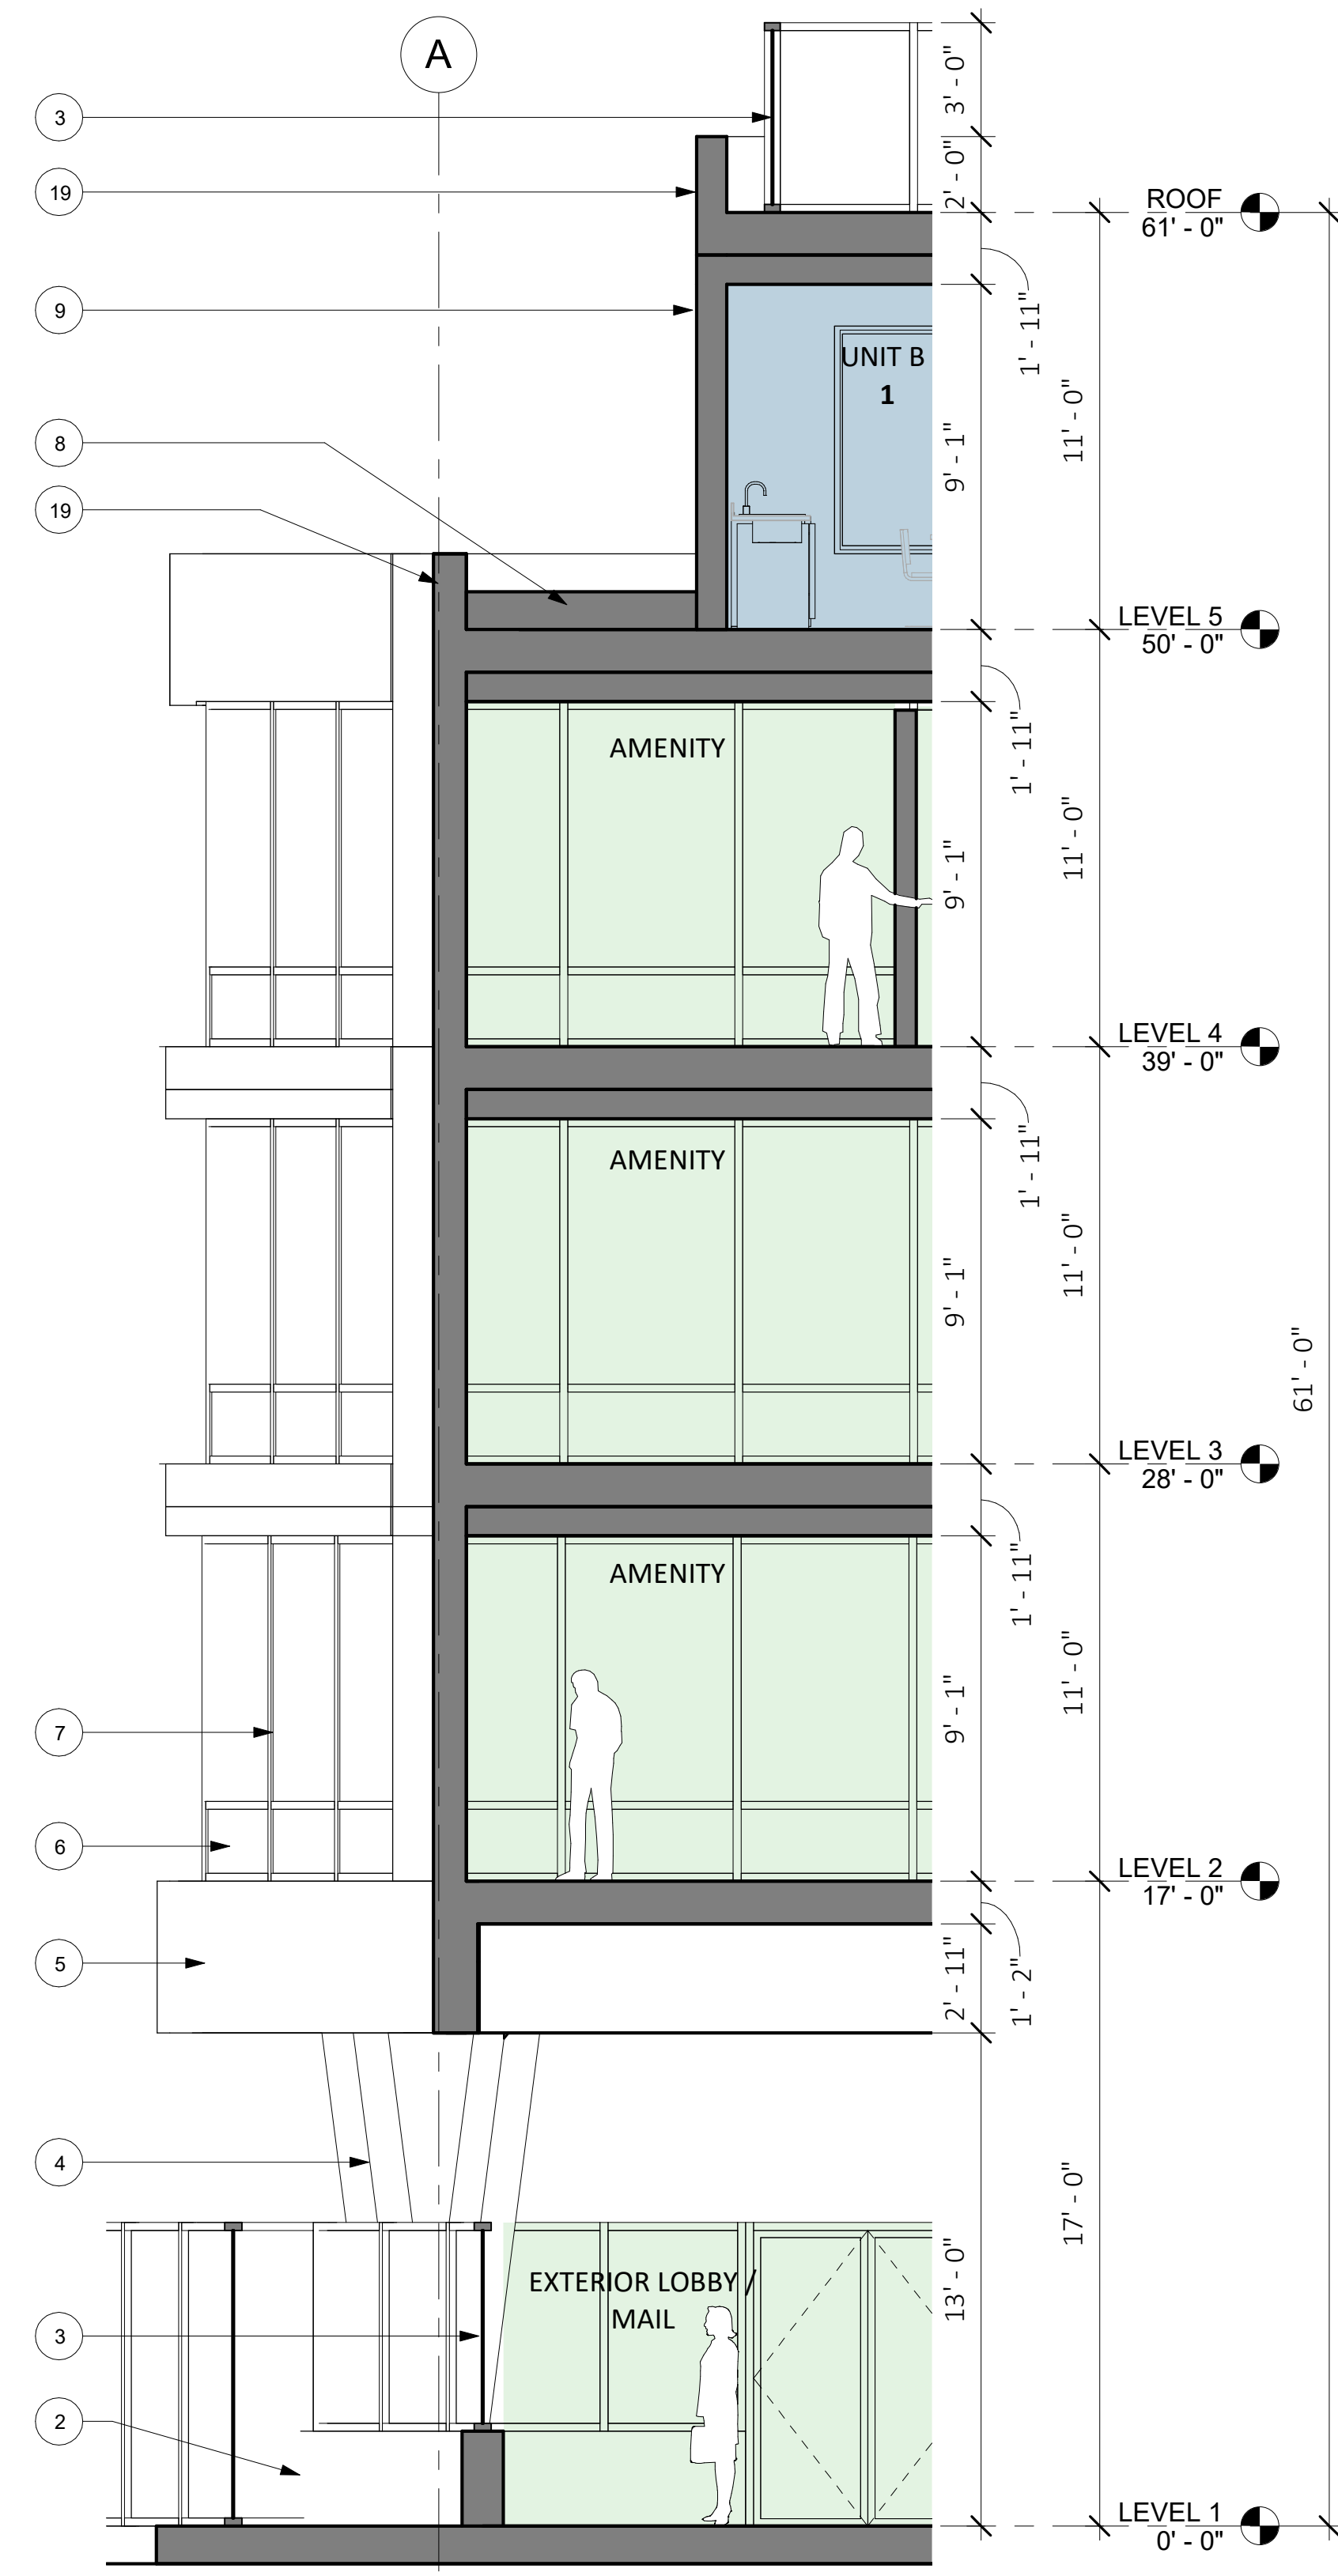 A
3
3' - 0"
19
2' - 0"
ROOF
61' - 0"
9
1' - 11"
UNIT B
1
11' - 0"
8
9' - 1"
19
LEVEL 5
50' - 0"
AMENITY
1' - 11"
11' - 0"
9' - 1"
LEVEL 4
39' - 0"
AMENITY
1' - 11"
11' - 0"
9' - 1"
61' - 0"
LEVEL 3
28' - 0"
AMENITY
1' - 11"
11' - 0"
9' - 1"
7
6
LEVEL 2
17' - 0"
5
2' - 11"
1' - 2"
4
17' - 0"
EXTERIOR LOBBY /
MAIL
13' - 0"
3
2
LEVEL 1
0' - 0"